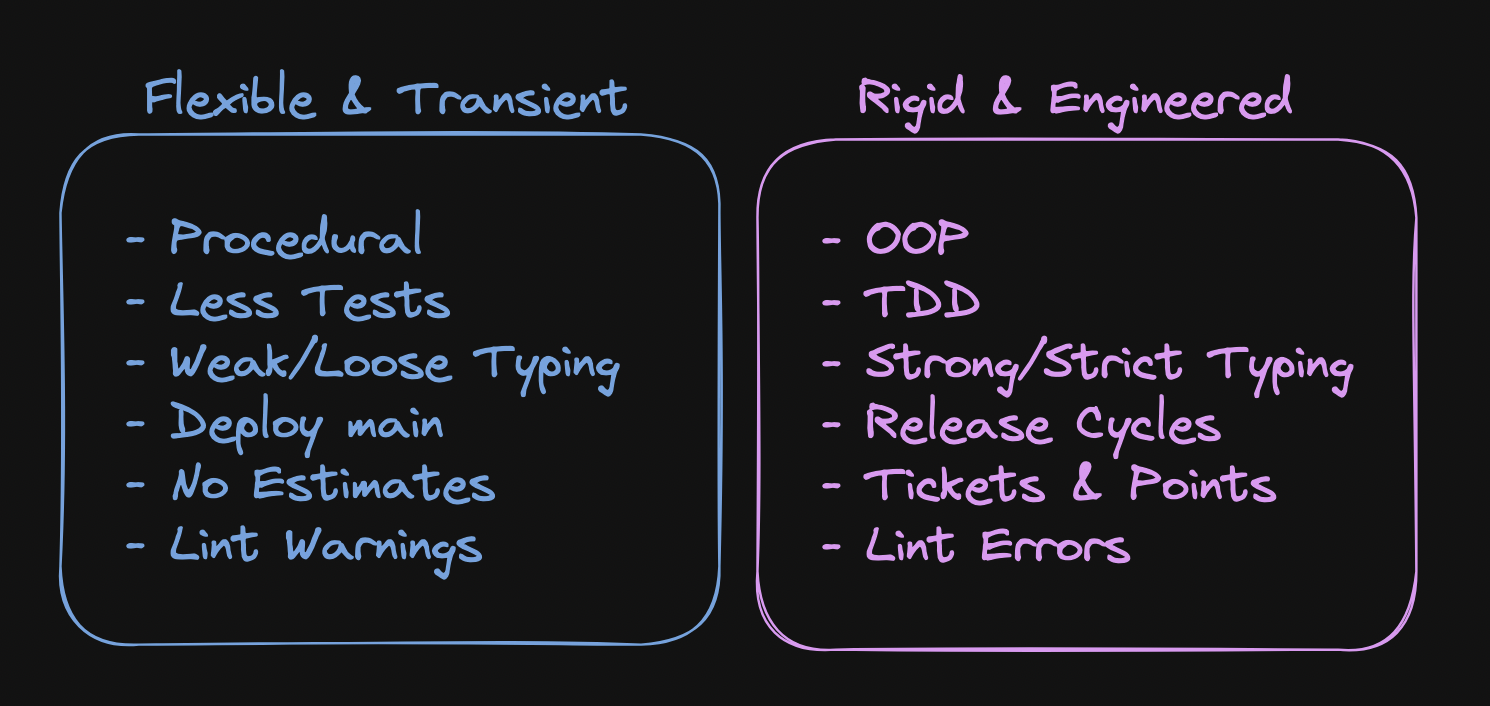 Flexible & Transient
- Procedural
- Less Tests
- Weak/Loose Typing
- Deploy main
- No Estimates
- Lint Warnings
Rigid & Engineered
- OOP
- TDD
- Strong/Strict Typing
- Release Cycles
- Tickets & Points
- Lint Errors